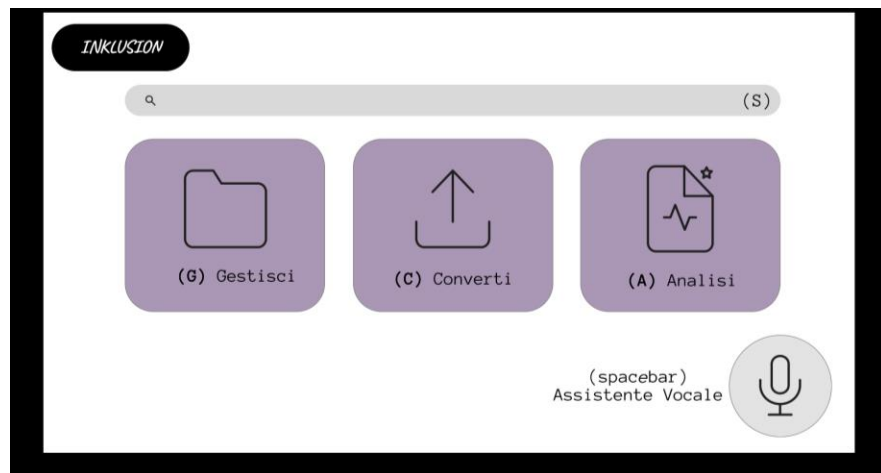 INKLUSION
(S)
(G) Gestisci
(C) Converti
(A) Analisi
(spacebar)
Assistente Vocale